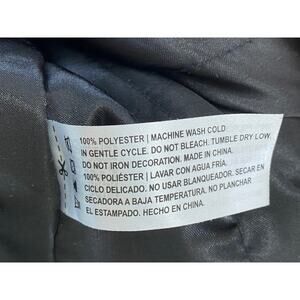 100% POLYESTER | MACHINE WASH COLD
IN GENTLE CYCLE. DO NOT BLEACH. TUMBLE DRY LOW.
DO NOT IRON DECORATION. MADE IN CHINA.
100% POLIÉSTER | LAVAR CON AGUA FRIA.
CICLO DELICADO. NO USAR BLANQUEADOR. SECAR EN
SECADORA A BAJA TEMPERATURA. NO PLANCHAR
EL ESTAMPADO. HECHO EN CHINA.